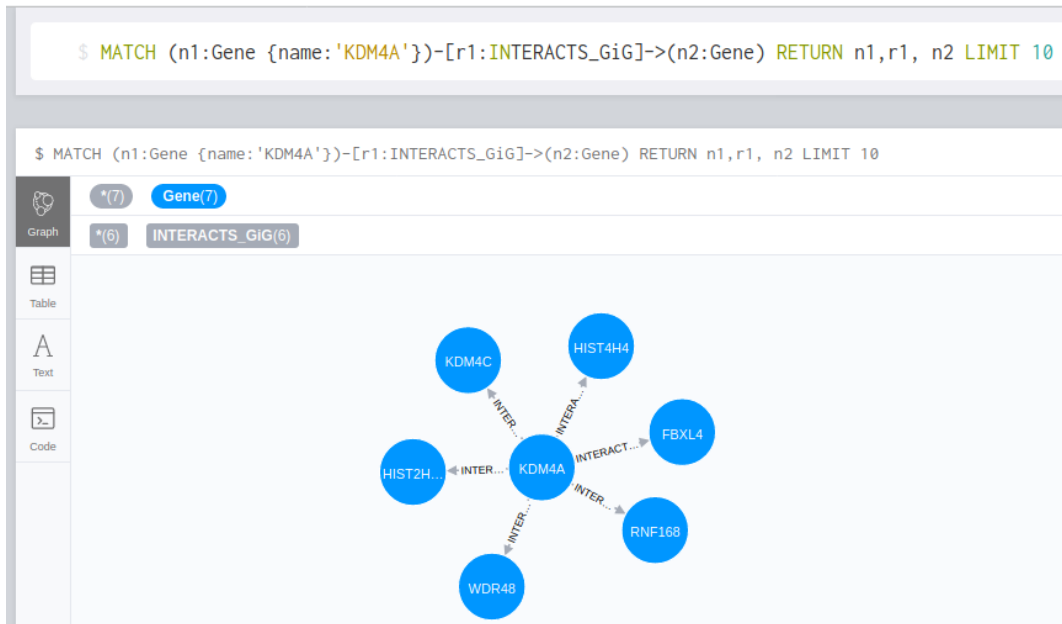 $ MATCH (n1:Gene {name:'KDM4A'})-[r1:INTERACTS_GiG]->(n2:Gene) RETURN n1,r1, n2 LIMIT 10
$ MATCH (n1:Gene {name:'KDM4A'})-[r1:INTERACTS_GiG]->(n2:Gene) RETURN n1,r1, n2 LIMIT 10
*(7) Gene(7)
Graph
*(6) INTERACTS_GiG(6)
Table
A
Text
Code
HIST4H4
KDM4C
INTER...
INTERA...
FBXL4
INTERACT...
KDM4A
HIST2H...
INTER...
INTER...
INTER...
RNF168
WDR48